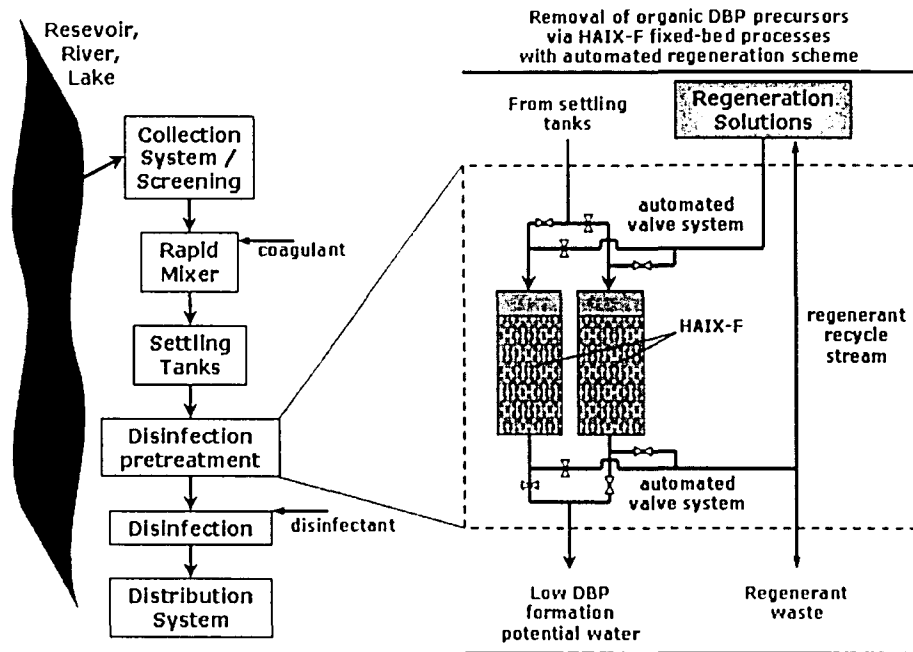 Resevoir,
River,
Lake
Collection
System /
Screening
Rapid
Mixer
coagulant
Settling
Tanks
Disinfection
pretreatment
Disinfection
disinfectant
Distribution
System
Removal of organic DBP precursors
via HAIX-F fixed-bed processes
with automated regeneration scheme
From settling
tanks
Regeneration
Solutions
automated
valve system
HAIX-F
regenerant
recycle
stream
automated
valve system
Low DBP
formation
potential water
Regenerant
waste